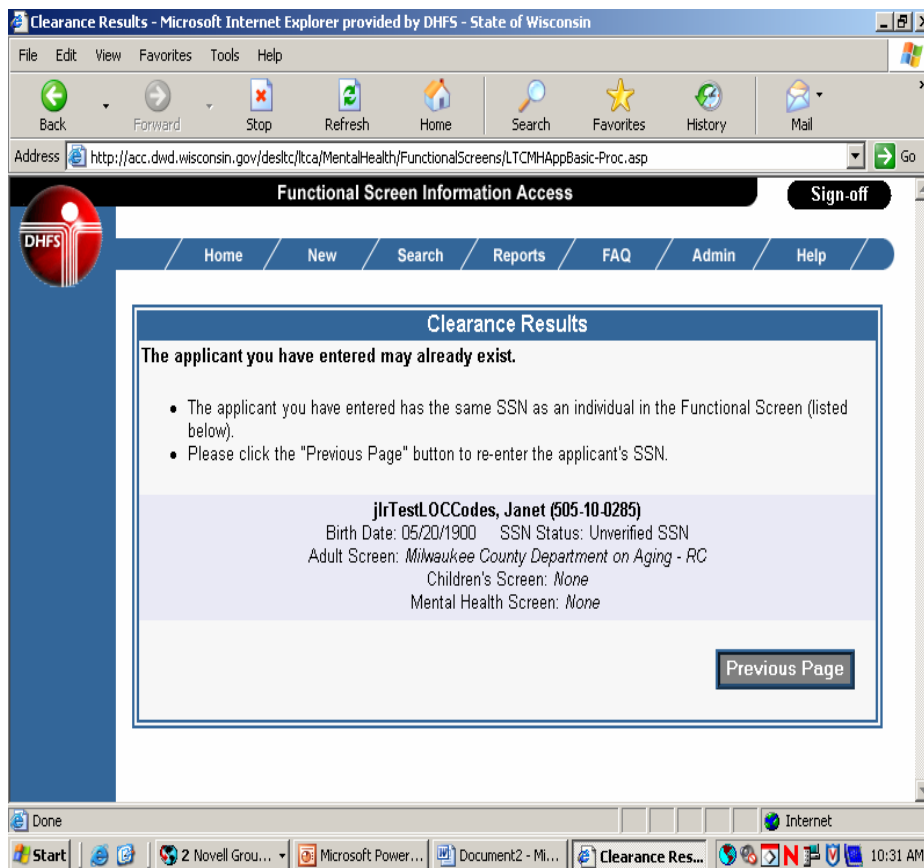 Clearance Results - Microsoft Internet Explorer provided by DHFS - State of Wisconsin
File Edit View Favorites Tools Help
Back Forward Stop Refresh Home Search Favorites History Mail
Address http://acc.dwd.wisconsin.gov/desltc/ltca/MentalHealth/FunctionalScreens/LTCMHAppBasic-Proc.asp Go
Functional Screen Information Access Sign-off
DHFS
Home New Search Reports FAQ Admin Help
Clearance Results
The applicant you have entered may already exist.
• The applicant you have entered has the same SSN as an individual in the Functional Screen (listed
below).
• Please click the "Previous Page" button to re-enter the applicant's SSN.
jlrTestLOCCodes, Janet (505-10-0285)
Birth Date: 05/20/1900 SSN Status: Unverified SSN
Adult Screen: Milwaukee County Department on Aging - RC
Children's Screen: None
Mental Health Screen: None
Previous Page
Done Internet
Start 2 Novell Grou... Microsoft Power... Document2 - Mi... Clearance Res... 10:31 AM